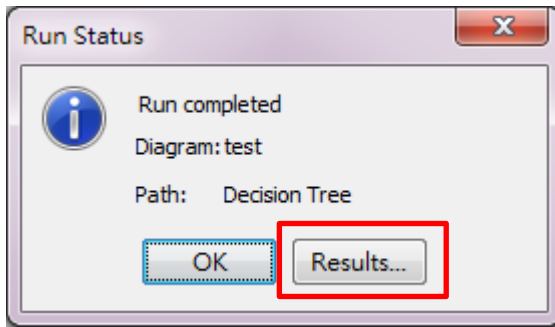 Run Status
Run completed
Diagram: test
Path: Decision Tree
OK Results...